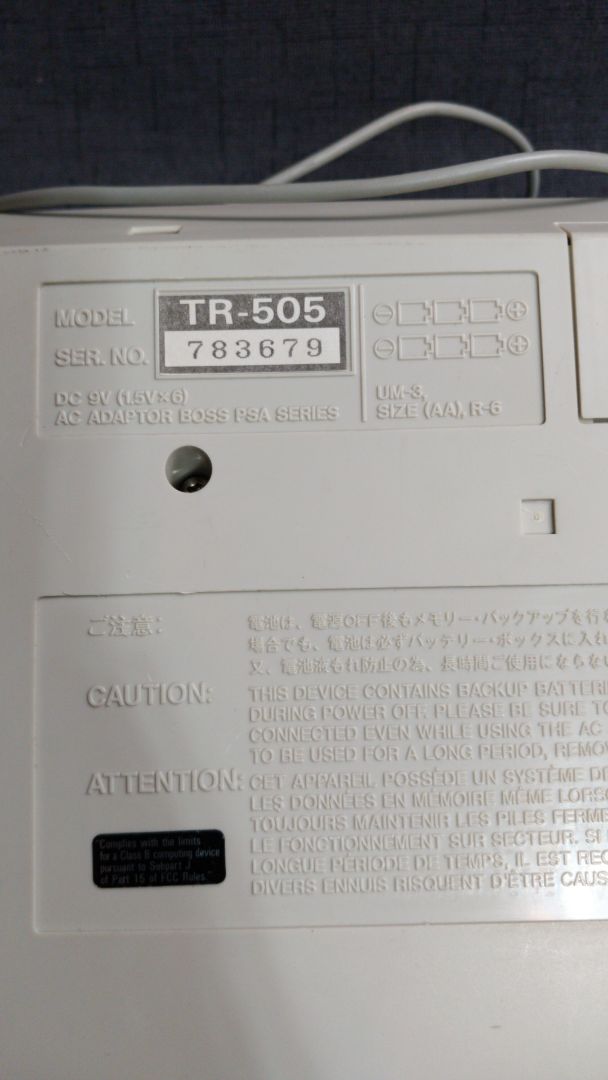 MODEL TR-505
SER. NO. 783679
DC 9V (1.5V×6)
AC ADAPTOR BOSS PSA SERIES
UM-3,
SIZE (AA), R-6
ご注意:
電池は、電源OFF後もメモリー・バックアップを行
場合でも、電池は必ずバッテリー・ボックスに入れ
又、電池液もれ防止の為、長時間ご使用にならな
CAUTION: THIS DEVICE CONTAINS BACKUP BATTERI
DURING POWER OFF. PLEASE BE SURE TO
CONNECTED EVEN WHILE USING THE AC
TO BE USED FOR A LONG PERIOD, REMOV
ATTENTION: CET APPAREIL POSSÈDE UN SYSTÈME DE
LES DONNÉES EN MÉMOIRE MÊME LORS
TOUJOURS MAINTENIR LES PILES FERME
LE FONCTIONNEMENT SUR SECTEUR. SI
LONGUE PÉRIODE DE TEMPS, IL EST REC
DIVERS ENNUIS RISQUENT D'ÊTRE CAUS
"Complies with the limits
for a Class B computing device
pursuant to Subpart J
of Part 15 of FCC Rules."